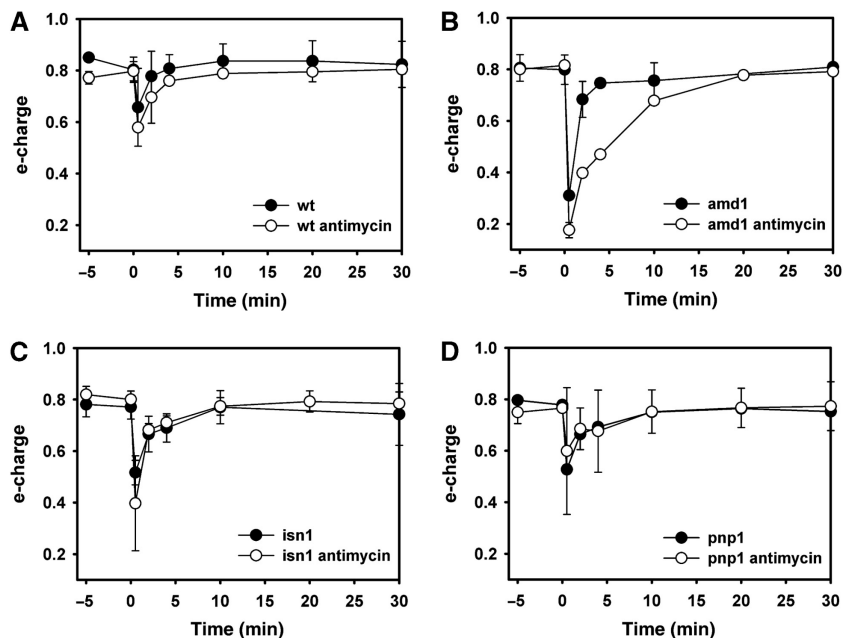 A
1.0
0.8
0.6
0.4
0.2
e-charge
wt
wt antimycin
−5 0 5 10 15 20 25 30
Time (min)
B
1.0
0.8
0.6
0.4
0.2
e-charge
amd1
amd1 antimycin
−5 0 5 10 15 20 25 30
Time (min)
C
1.0
0.8
0.6
0.4
0.2
e-charge
isn1
isn1 antimycin
−5 0 5 10 15 20 25 30
Time (min)
D
1.0
0.8
0.6
0.4
0.2
e-charge
pnp1
pnp1 antimycin
−5 0 5 10 15 20 25 30
Time (min)